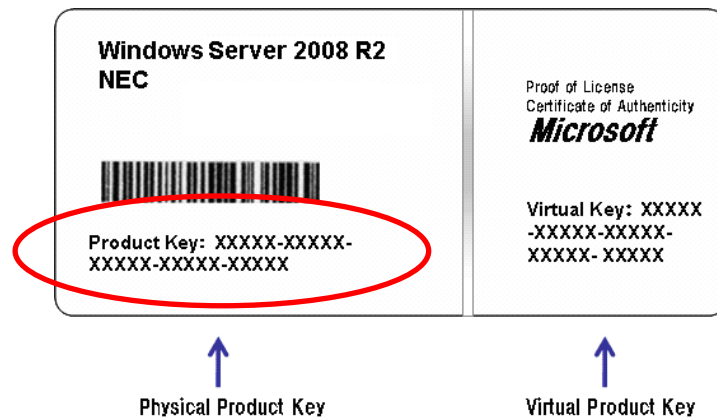 Windows Server 2008 R2
NEC
Product Key: XXXXX-XXXXX-
XXXXX-XXXXX-XXXXX
Proof of License
Certificate of Authenticity
Microsoft
Virtual Key: XXXXX
-XXXXX-XXXXX-
XXXXX- XXXXX
Physical Product Key
Virtual Product Key